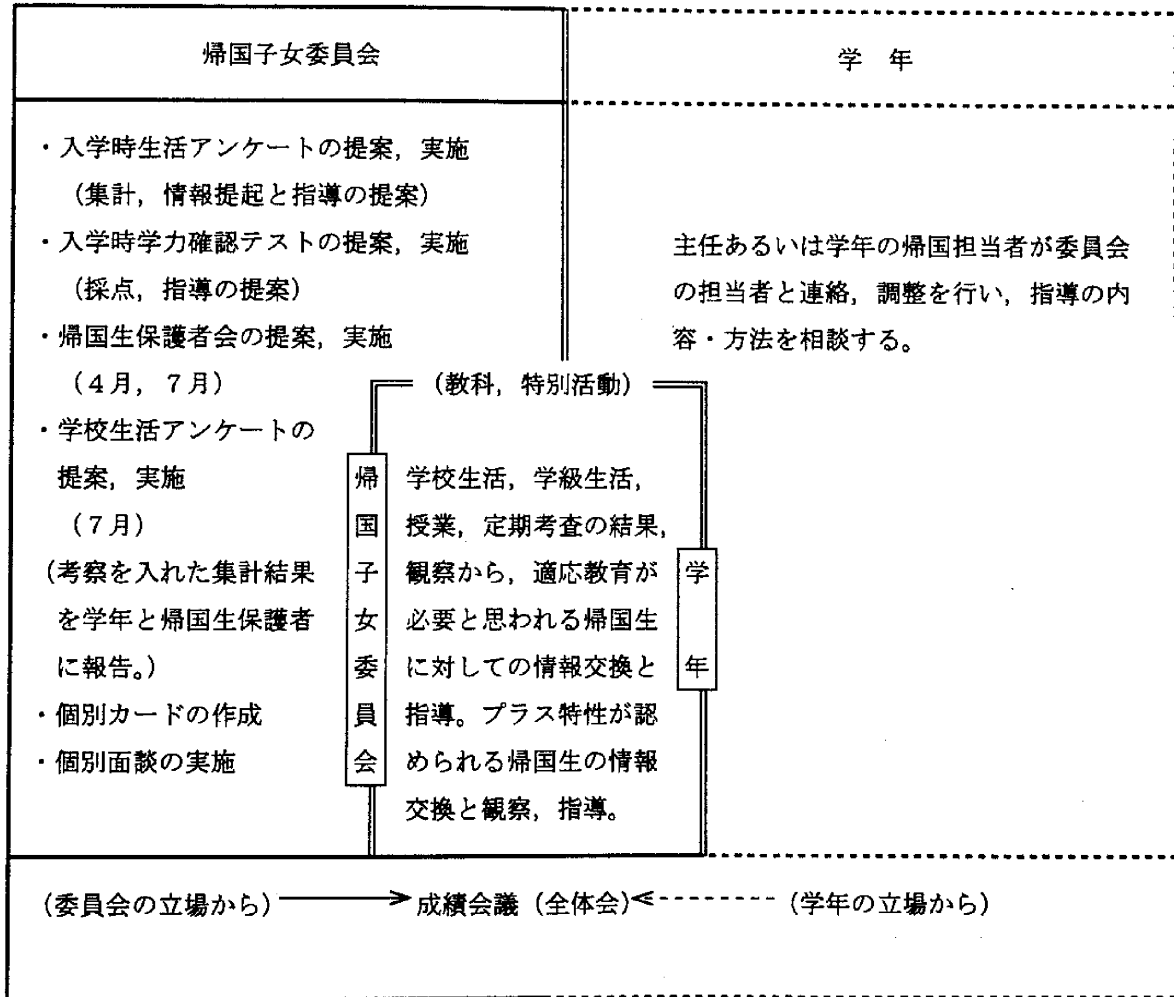 帰国子女委員会
学 年
・入学時生活アンケートの提案，実施
（集計，情報提起と指導の提案）
・入学時学力確認テストの提案，実施
（採点，指導の提案）
・帰国生保護者会の提案，実施
（４月，７月）
・学校生活アンケートの
提案，実施
（７月）
（考察を入れた集計結果
を学年と帰国生保護者
に報告。）
・個別カードの作成
・個別面談の実施
（教科，特別活動）
帰国子女委員会
学校生活，学級生活，
授業，定期考査の結果，
観察から，適応教育が
必要と思われる帰国生
に対しての情報交換と
指導。プラス特性が認
められる帰国生の情報
交換と観察，指導。
学年
主任あるいは学年の帰国担当者が委員会
の担当者と連絡，調整を行い，指導の内
容・方法を相談する。
（委員会の立場から）
成績会議（全体会）
（学年の立場から）